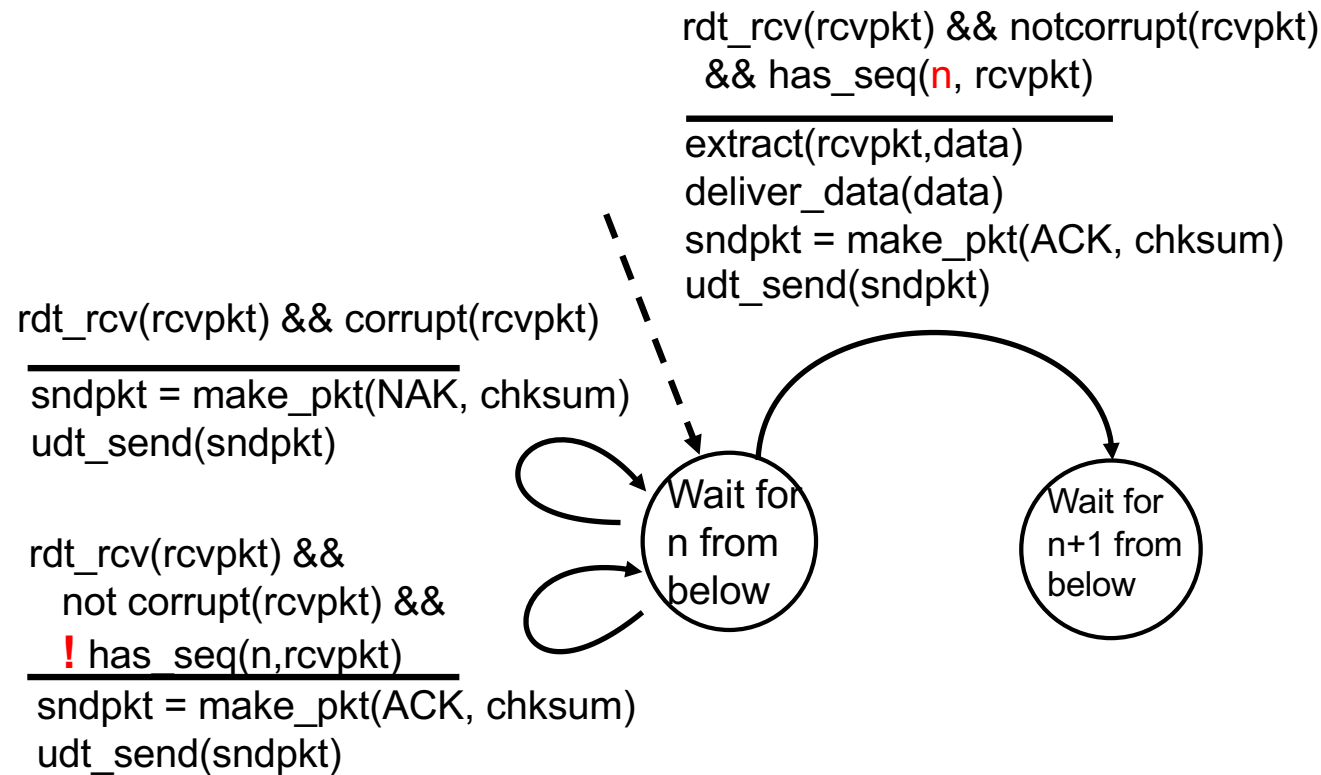 rdt_rcv(rcvpkt) && notcorrupt(rcvpkt)
&& has_seq(n, rcvpkt)
extract(rcvpkt,data)
deliver_data(data)
sndpkt = make_pkt(ACK, chksum)
udt_send(sndpkt)
rdt_rcv(rcvpkt) && corrupt(rcvpkt)
sndpkt = make_pkt(NAK, chksum)
udt_send(sndpkt)
rdt_rcv(rcvpkt) &&
not corrupt(rcvpkt) &&
! has_seq(n,rcvpkt)
sndpkt = make_pkt(ACK, chksum)
udt_send(sndpkt)
Wait for
n from
below
Wait for
n+1 from
below